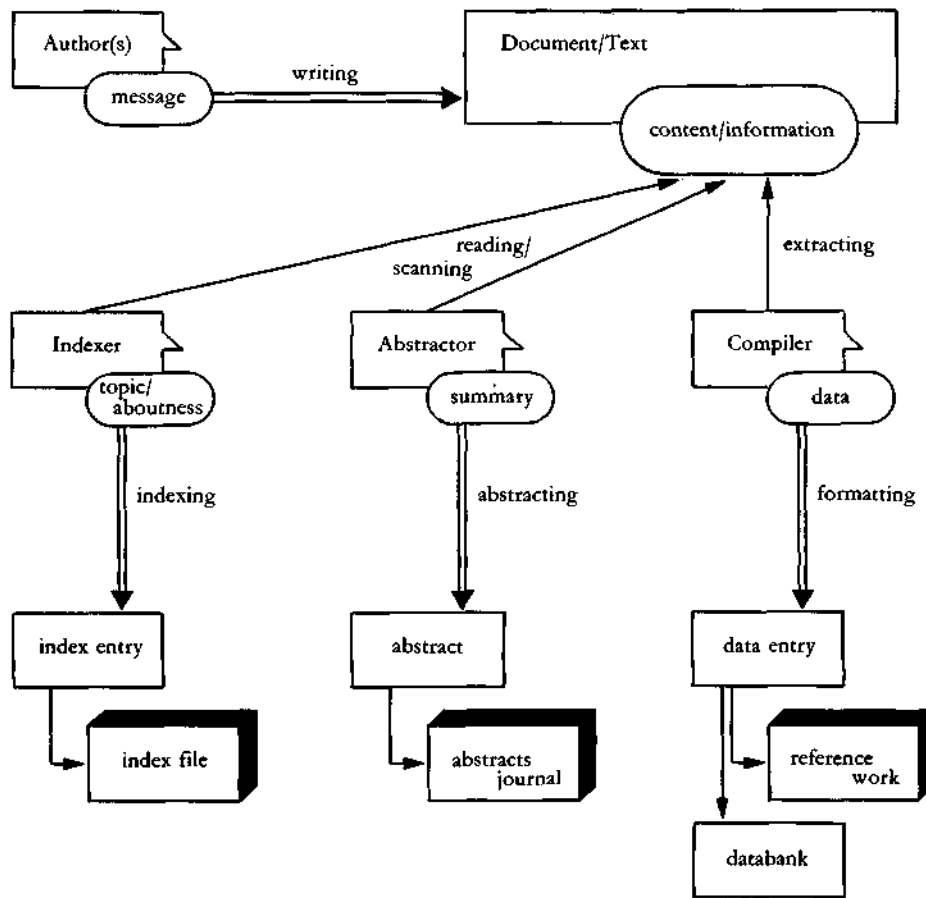 Author(s)
Document/Text
writing
message
content/information
reading/
scanning
extracting
Indexer
Abstractor
Compiler
topic/
aboutness
summary
data
indexing
abstracting
formatting
index entry
abstract
data entry
index file
abstracts
journal
reference
work
databank